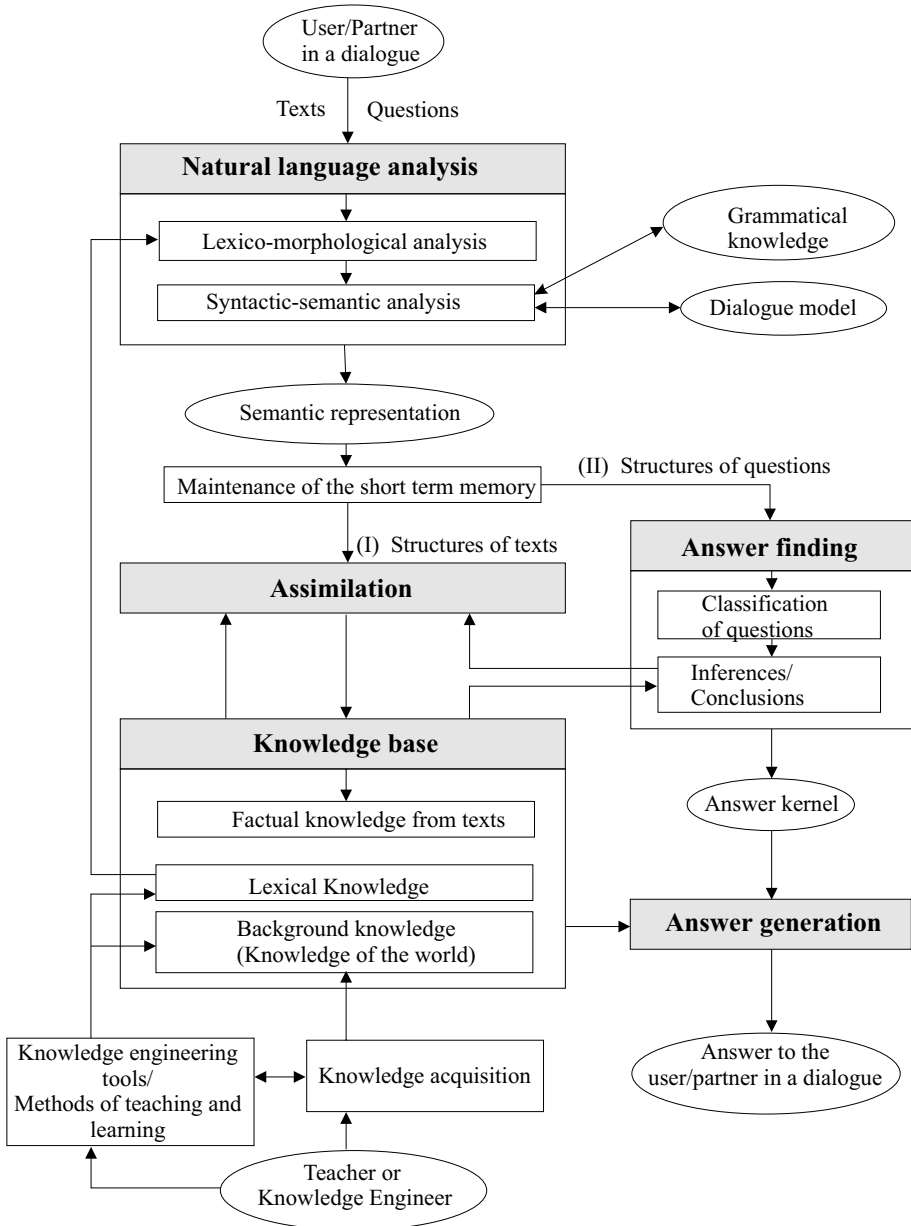 User/Partner
in a dialogue
Texts Questions
Natural language analysis
Lexico-morphological analysis
Syntactic-semantic analysis
Grammatical
knowledge
Dialogue model
Semantic representation
Maintenance of the short term memory
(II) Structures of questions
(I) Structures of texts
Assimilation
Answer finding
Classification
of questions
Inferences/
Conclusions
Knowledge base
Factual knowledge from texts
Lexical Knowledge
Background knowledge
(Knowledge of the world)
Answer kernel
Answer generation
Answer to the
user/partner in a dialogue
Knowledge engineering
tools/
Methods of teaching and
learning
Knowledge acquisition
Teacher or
Knowledge Engineer